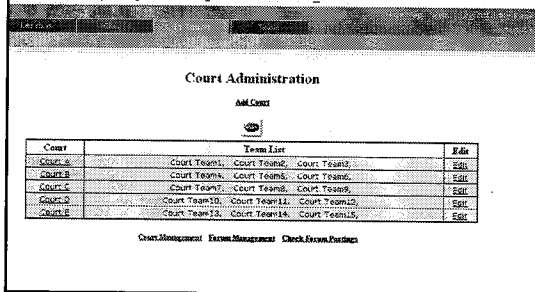 Court Administration
Add Court
Court Team List Edit
Court A Court Team1, Court Team2, Court Team3, Edit
Court B Court Team4, Court Team5, Court Team6, Edit
Court C Court Team7, Court Team8, Court Team9, Edit
Court D Court Team10, Court Team11, Court Team12, Edit
Court E Court Team13, Court Team14, Court Team15, Edit
Court Management Forum Management Check Forum Postings